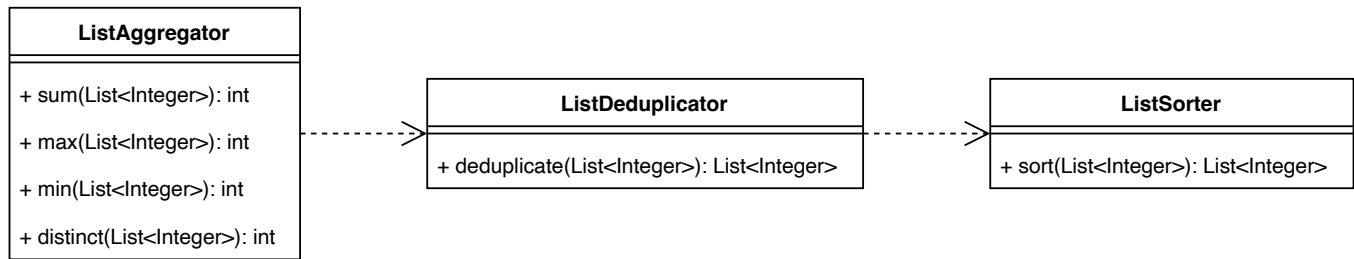 ListAggregator
+ sum(List<Integer>): int
+ max(List<Integer>): int
+ min(List<Integer>): int
+ distinct(List<Integer>): int
ListDeduplicator
+ deduplicate(List<Integer>): List<Integer>
ListSorter
+ sort(List<Integer>): List<Integer>